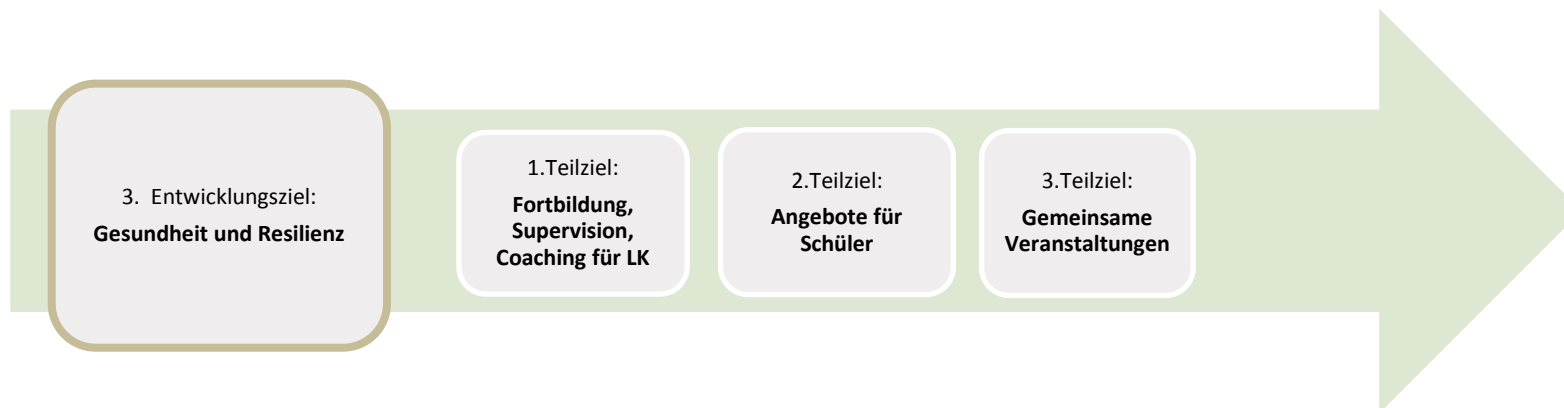 3. Entwicklungsziel:
Gesundheit und Resilienz
1.Teilziel:
Fortbildung,
Supervision,
Coaching für LK
2.Teilziel:
Angebote für
Schüler
3.Teilziel:
Gemeinsame
Veranstaltungen